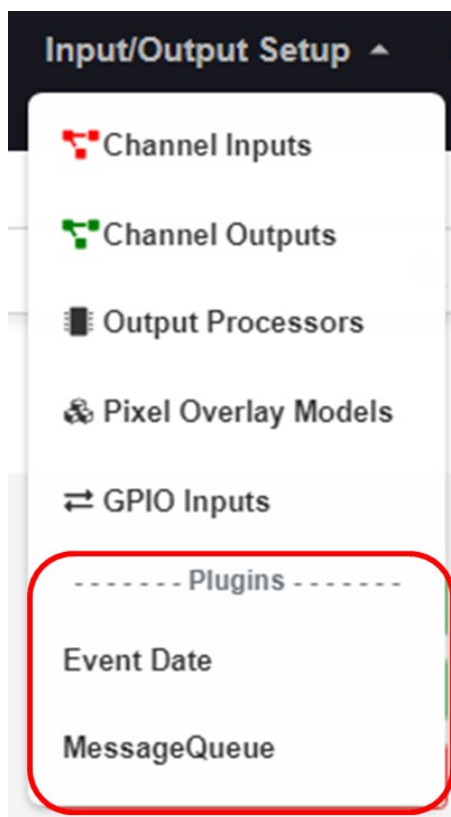 Input/Output Setup
Channel Inputs
Channel Outputs
Output Processors
Pixel Overlay Models
GPIO Inputs
------- Plugins -------
Event Date
MessageQueue